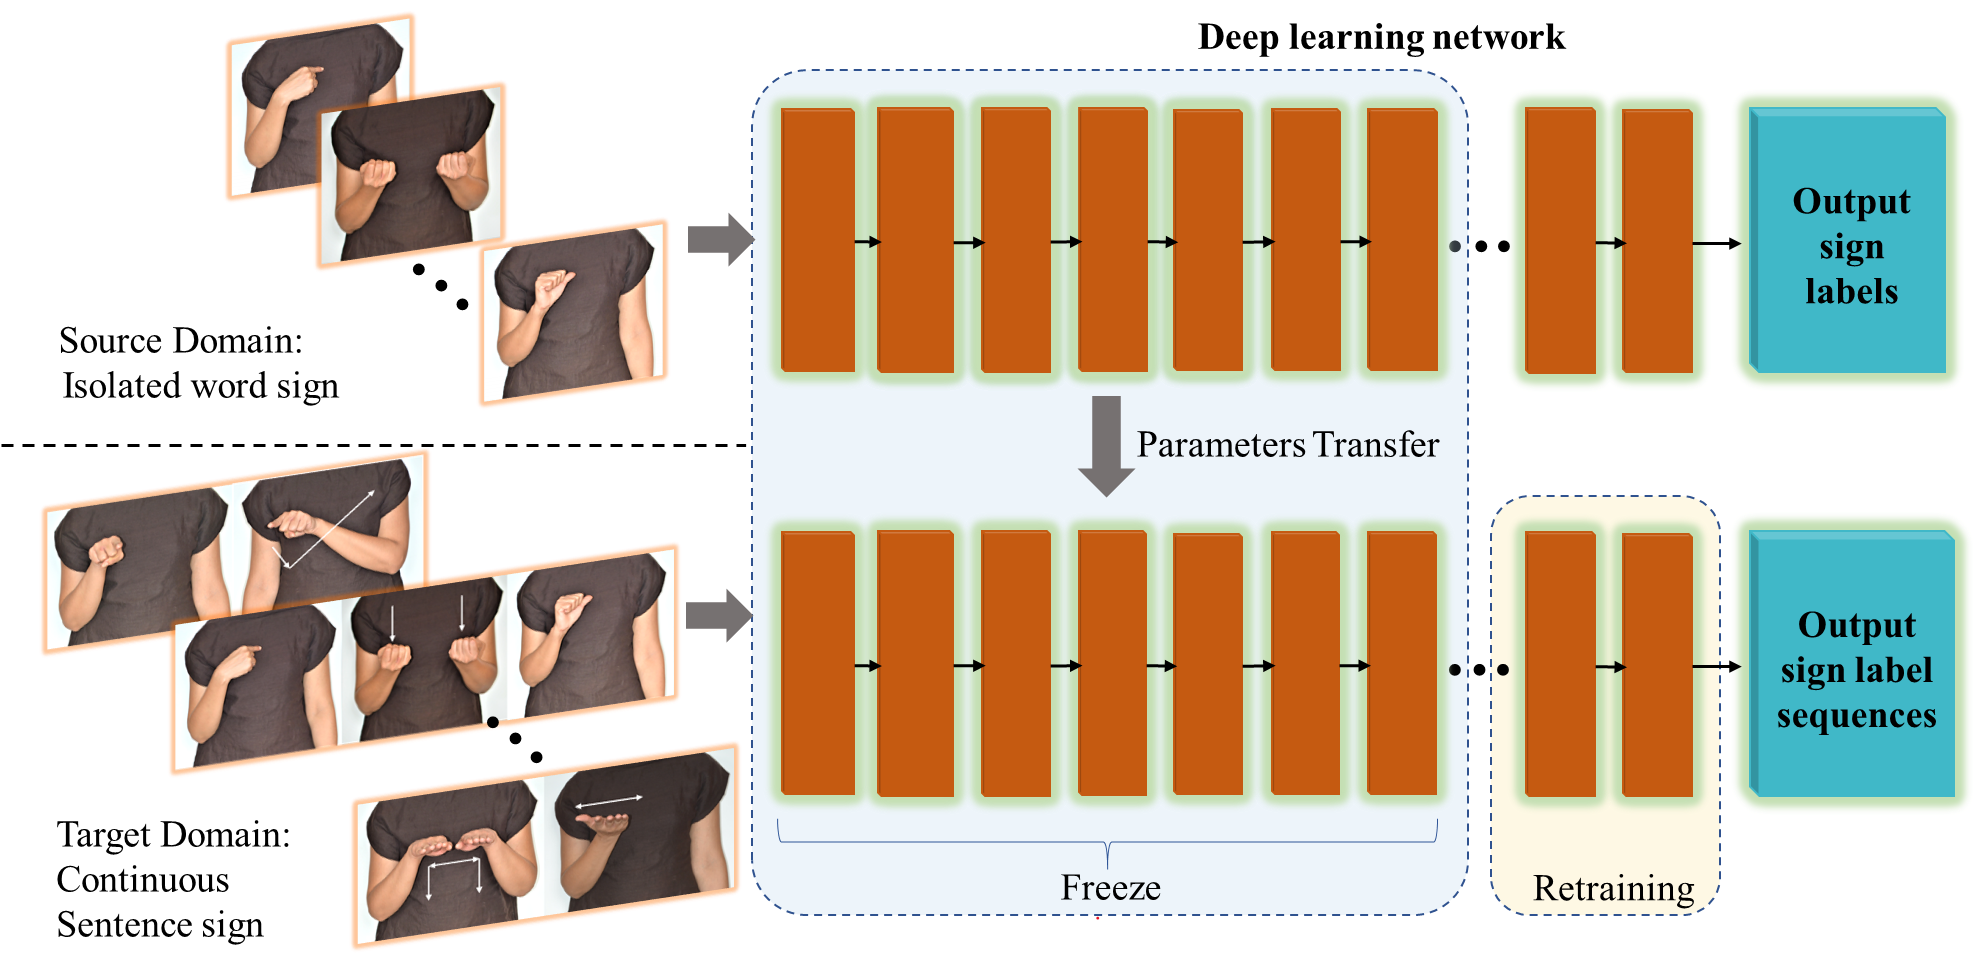 Deep learning network
Output
sign
labels
Source Domain:
Isolated word sign
Parameters Transfer
Output
sign label
sequences
Target Domain:
Continuous
Sentence sign
Freeze
Retraining